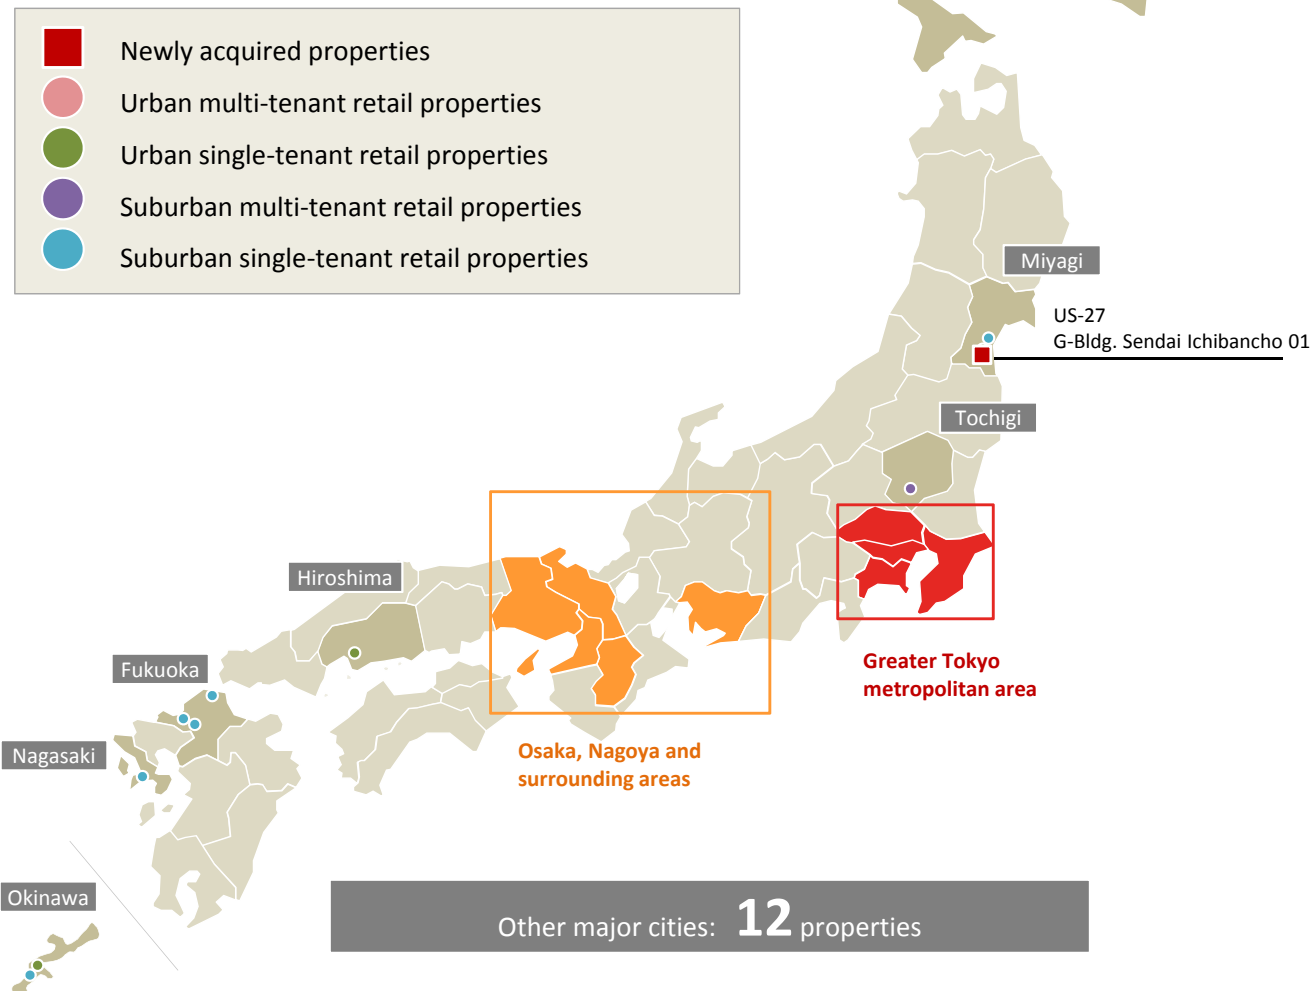 Newly acquired properties
Urban multi-tenant retail properties
Urban single-tenant retail properties
Suburban multi-tenant retail properties
Suburban single-tenant retail properties
Miyagi
US-27
G-Bldg. Sendai Ichibancho 01
Tochigi
Hiroshima
Greater Tokyo
metropolitan area
Fukuoka
Nagasaki
Osaka, Nagoya and
surrounding areas
Okinawa
Other major cities: 12 properties